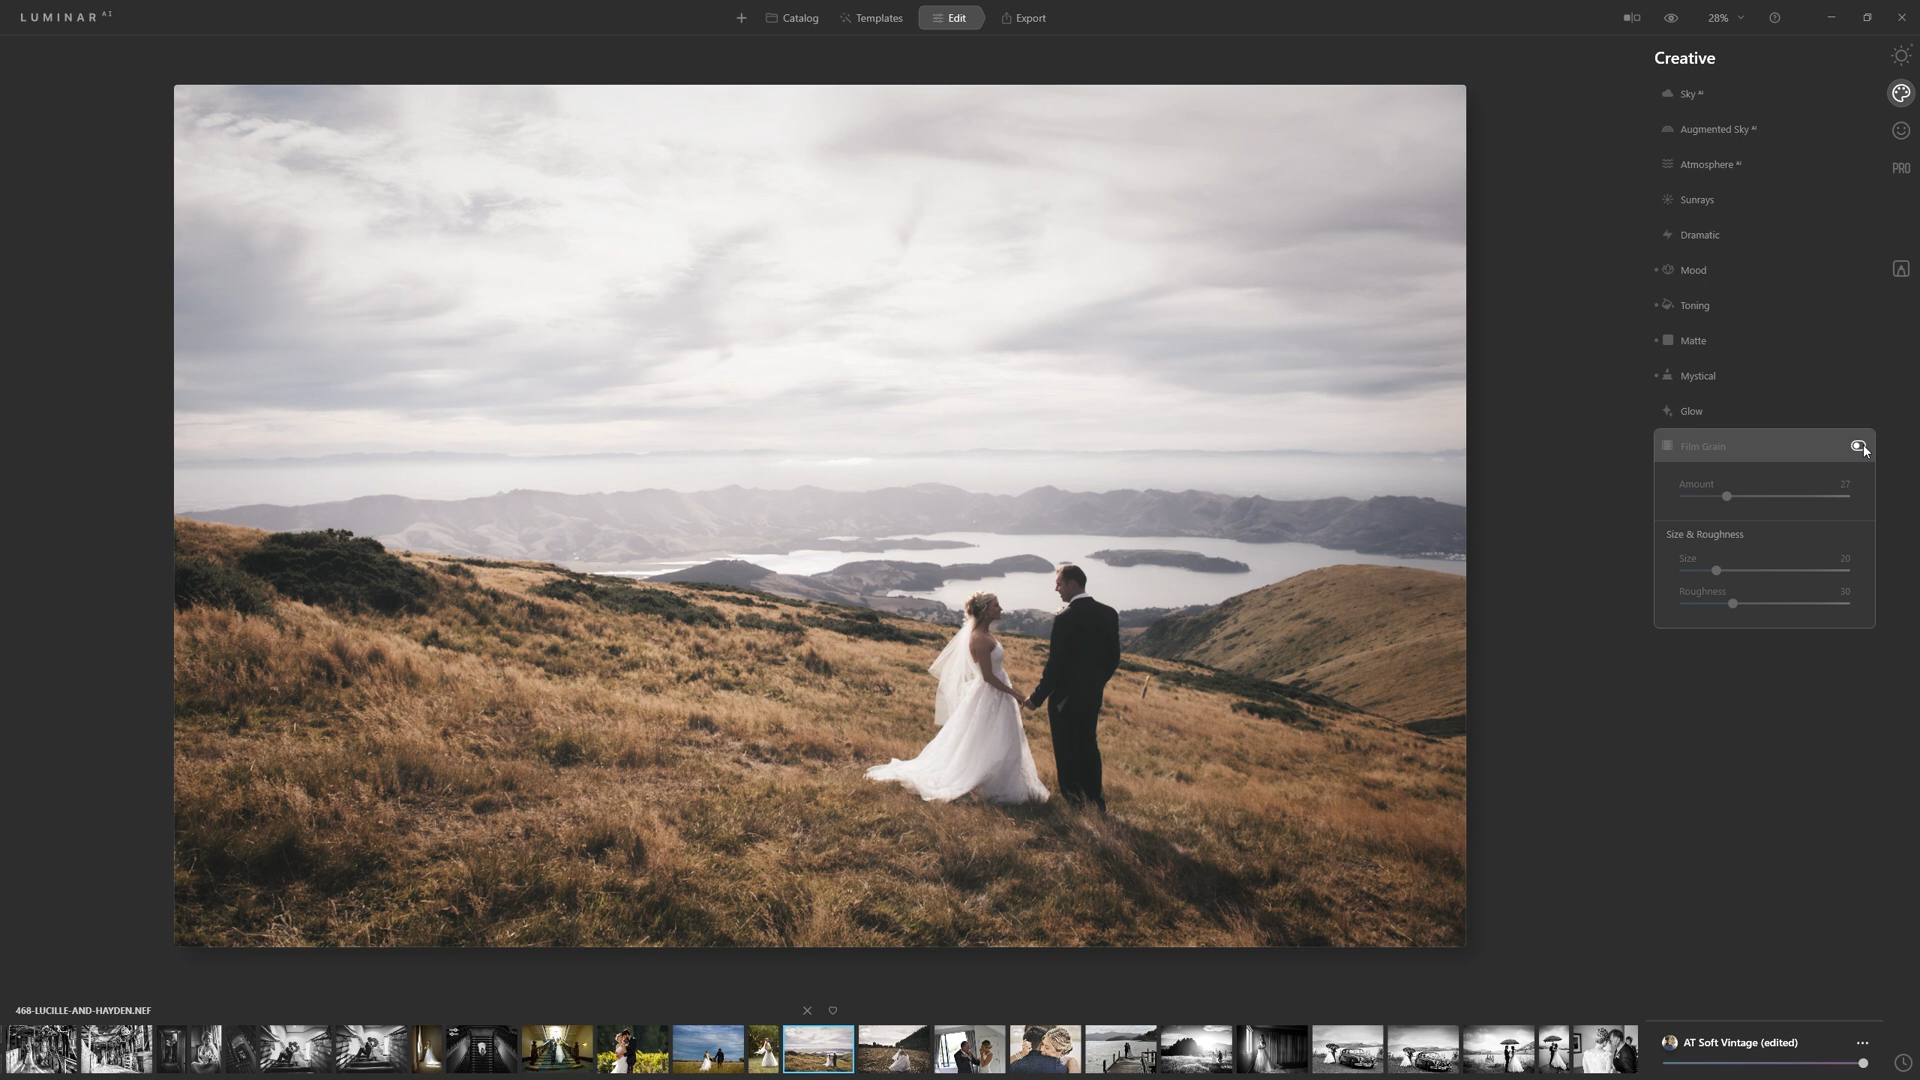 LUMINAR AI
Catalog
Templates
Edit
Export
28%
Creative
Sky AI
Augmented Sky AI
Atmosphere AI
Sunrays
Dramatic
Mood
Toning
Matte
Mystical
Glow
Film Grain
Amount 27
Size & Roughness
Size 20
Roughness 30
PRO
468-LUCILLE-AND-HAYDEN.NEF
AT Soft Vintage (edited)